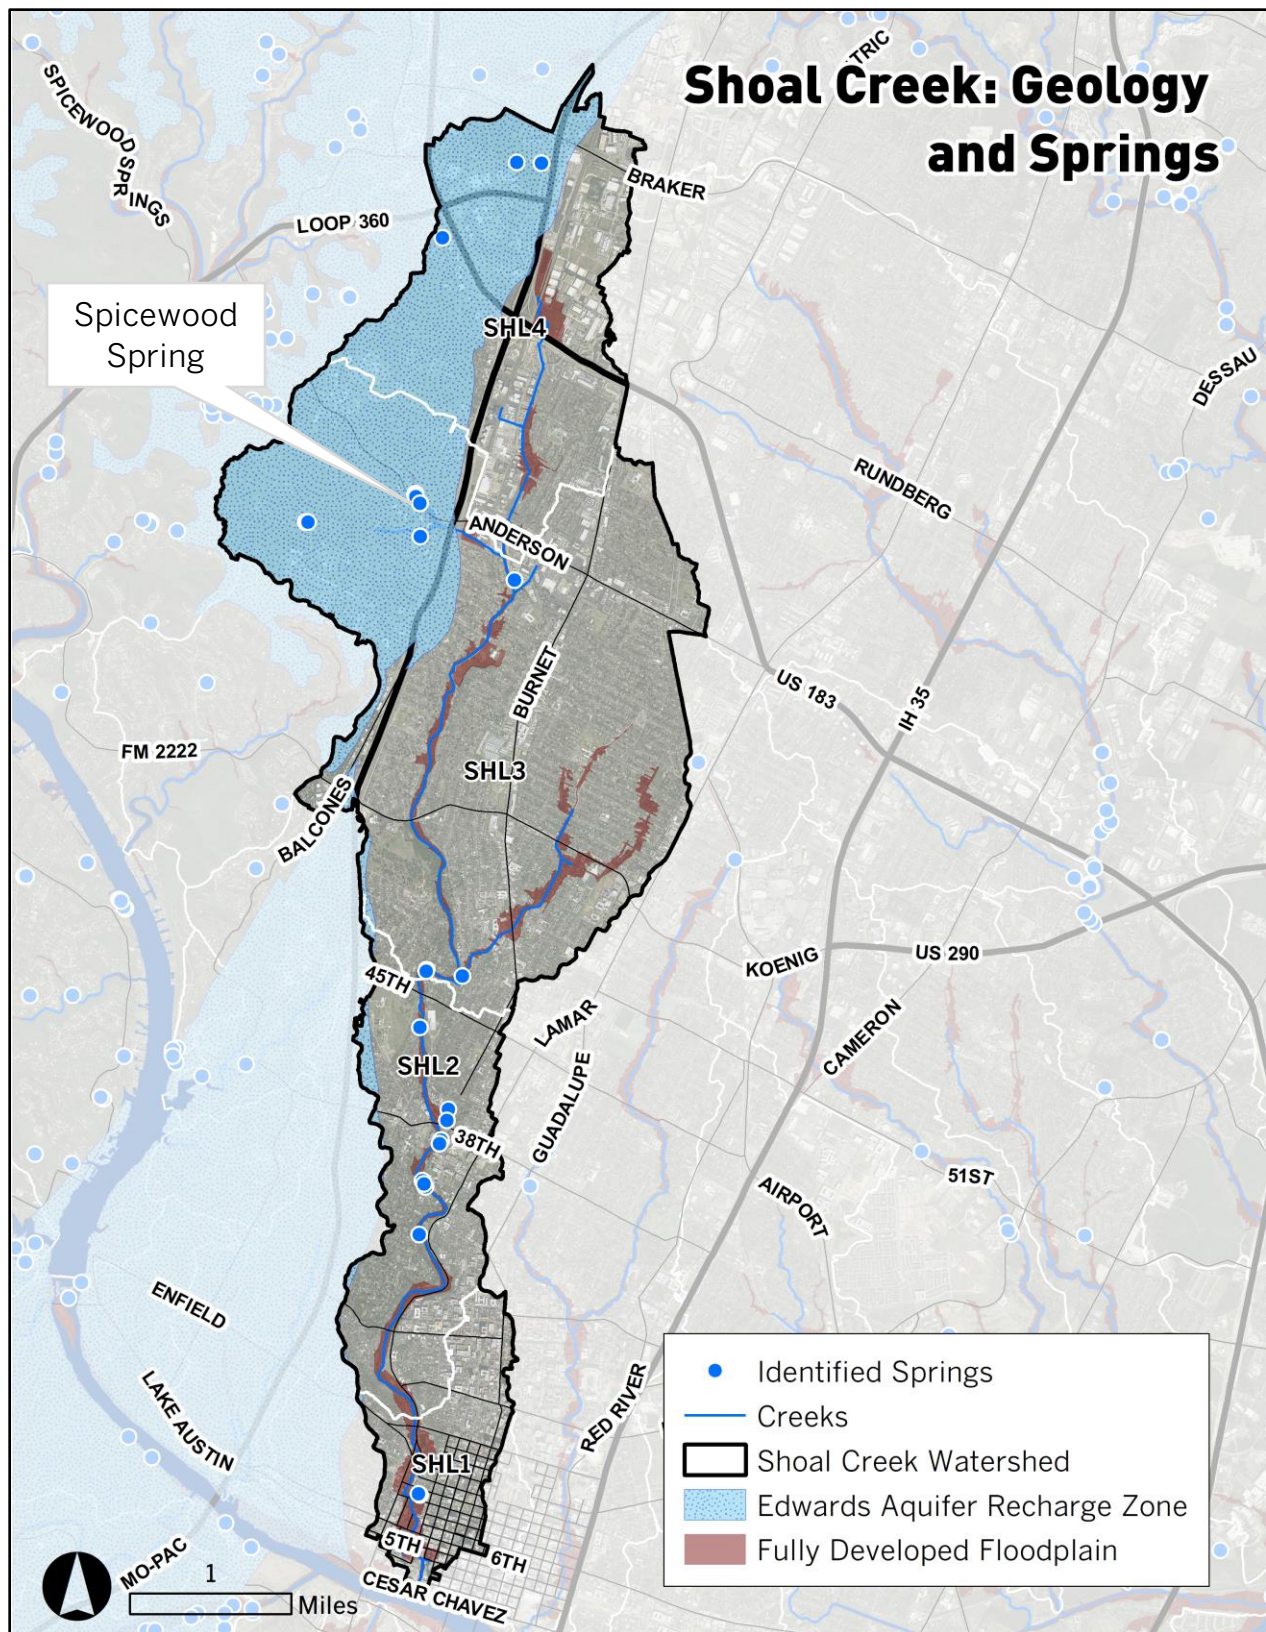 Shoal Creek: Geology
and Springs
TRIC
SPICEWOOD SPRINGS
BRAKER
LOOP 360
Spicewood
Spring
SHL4
DESSAU
RUNDBERG
ANDERSON
BURNET
US 183
IH 35
FM 2222
SHL3
BALCONES
KOENIG
US 290
45TH
LAMAR
CAMERON
SHL2
GUADALUPE
38TH
51ST
AIRPORT
ENFIELD
LAKE AUSTIN
RED RIVER
SHL1
5TH
6TH
MO-PAC
CESAR CHAVEZ
1
Miles
Identified Springs
Creeks
Shoal Creek Watershed
Edwards Aquifer Recharge Zone
Fully Developed Floodplain